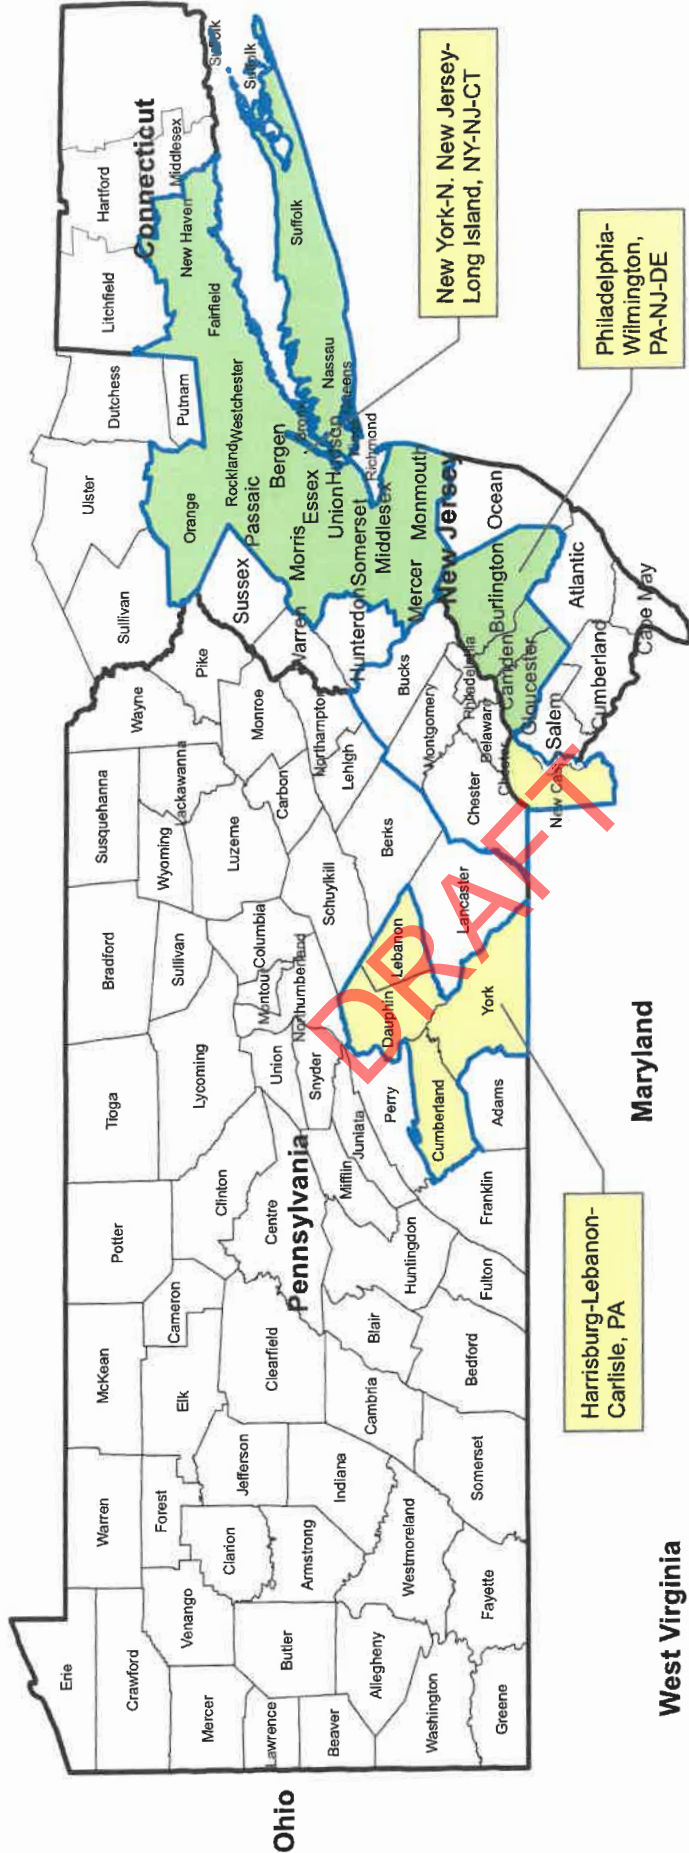 Connecticut
Litchfield
Hartford
Middlesex
New Haven
Fairfield
Suffolk
Suffolk
Suffolk
Nassau
Queens
Bronx
Richmond
Hudson
Dutchess
Putnam
Ulster
Sullivan
Orange
Rockland
Westchester
Passaic
Bergen
Essex
Union
Morris
Sussex
Warren
Hunterdon
Somerset
Middlesex
Mercer
Monmouth
New Jersey
Ocean
Burlington
Camden
Gloucester
Atlantic
Salem
Cumberland
Cape May
New York-N. New Jersey-
Long Island, NY-NJ-CT
Philadelphia-
Wilmington,
PA-NJ-DE
Pennsylvania
Erie
Crawford
Warren
McKean
Potter
Tioga
Bradford
Susquehanna
Wayne
Pike
Mercer
Venango
Forest
Elk
Cameron
Clinton
Lycoming
Sullivan
Wyoming
Lackawanna
Luzerne
Monroe
Lawrence
Butler
Clarion
Jefferson
Clearfield
Centre
Union
Montour
Columbia
Northumberland
Snyder
Carbon
Northampton
Lehigh
Schuylkill
Beaver
Armstrong
Indiana
Cambria
Blair
Huntingdon
Mifflin
Juniata
Perry
Dauphin
Lebanon
Berks
Bucks
Montgomery
Philadelphia
Delaware
Chester
New Castle
Allegheny
Westmoreland
Washington
Greene
Fayette
Somerset
Bedford
Fulton
Franklin
Cumberland
Adams
York
Lancaster
DRAFT
Harrisburg-Lebanon-
Carlisle, PA
Ohio
West Virginia
Maryland